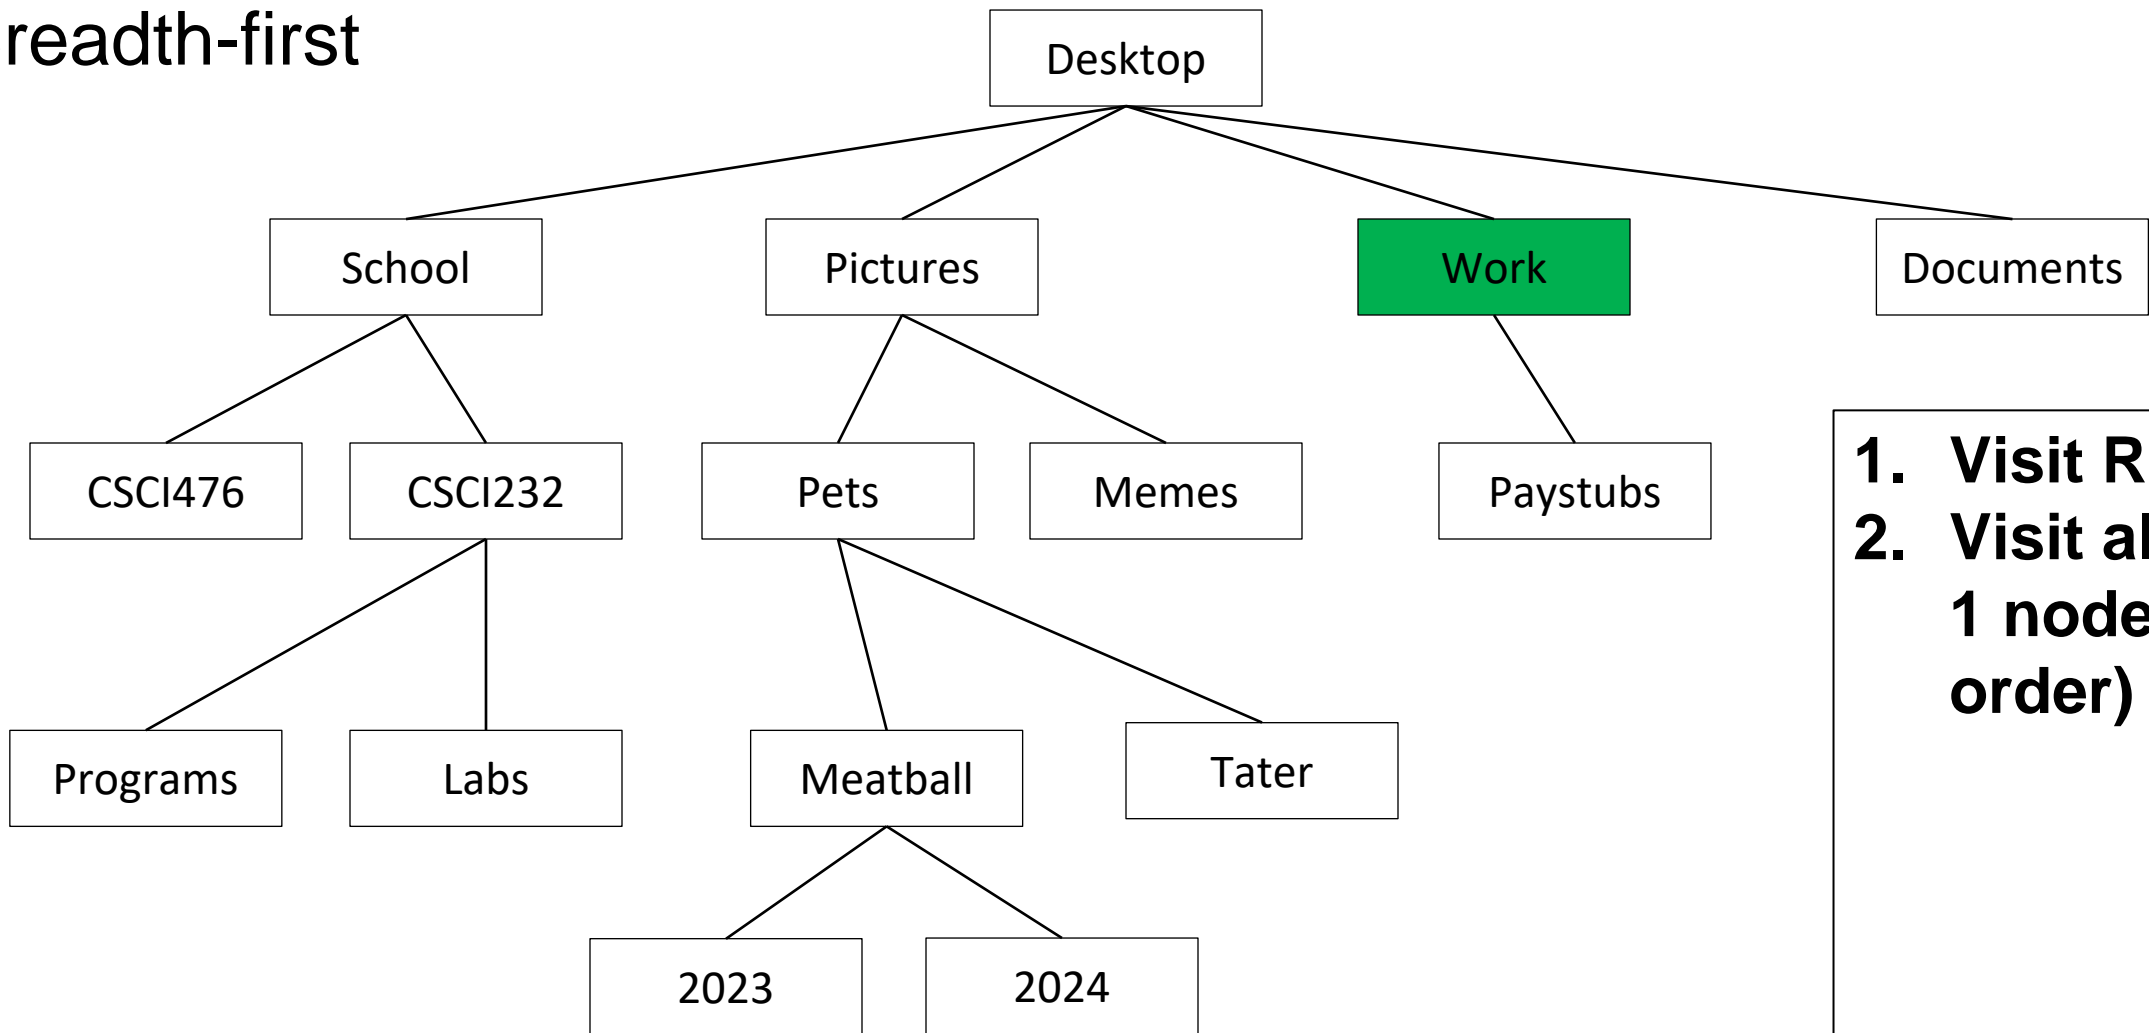 readth-first
Desktop
School
Pictures
Work
Documents
CSCI476
CSCI232
Pets
Memes
Paystubs
1. Visit R
2. Visit al
1 node
order)
Programs
Labs
Meatball
Tater
2023
2024